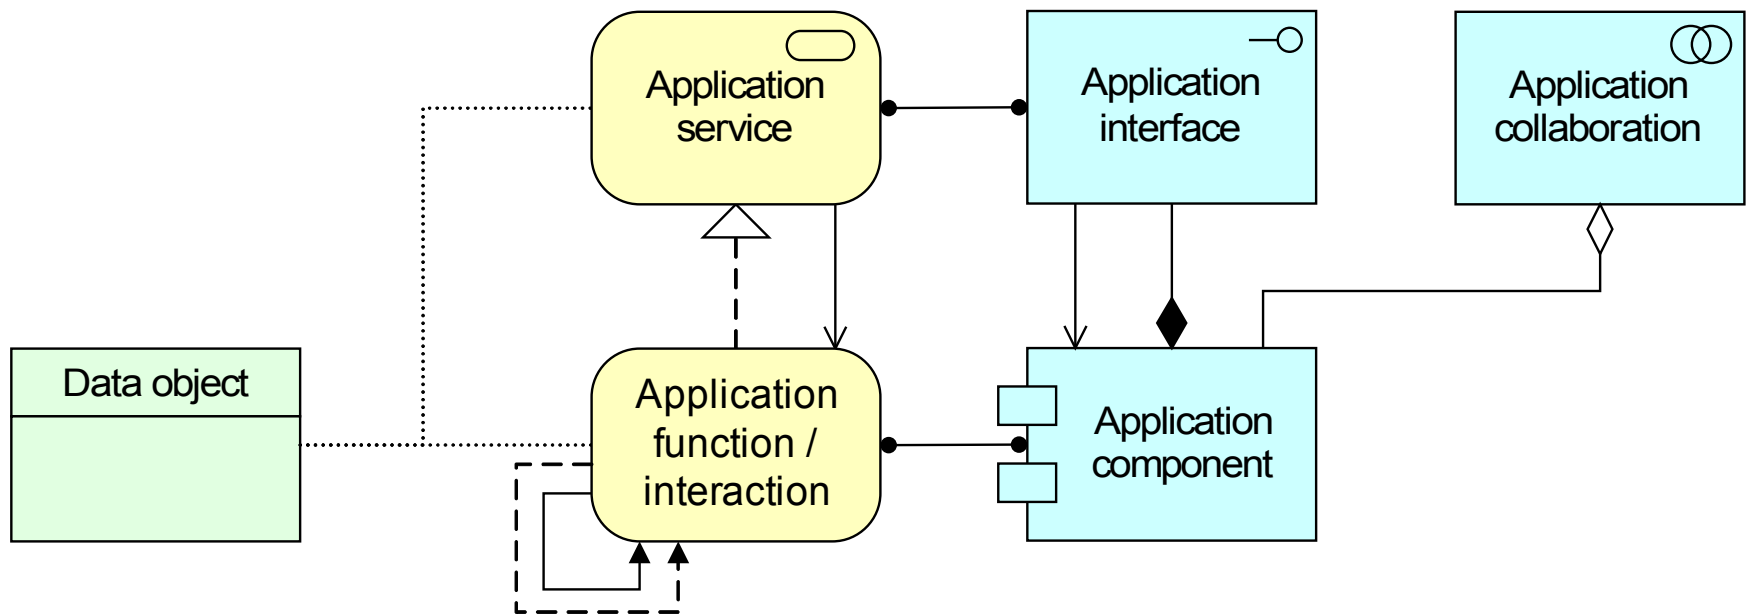 Application
service
Application
interface
Application
collaboration
Data object
Application
function /
interaction
Application
component